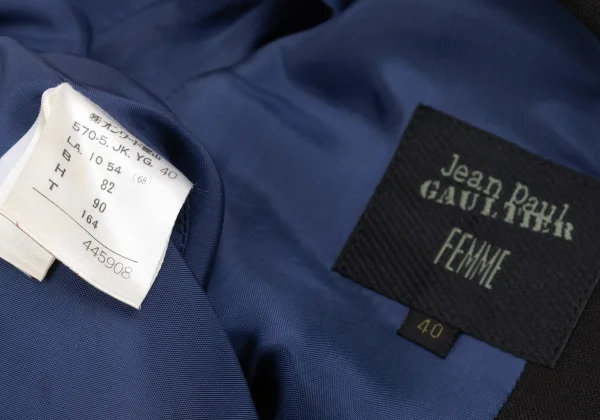 ㈱オンワード樫山
570-5. JK. YG. 40
LA. 10 54 (68)
B 82
H 90
T 164
445908
Jean Paul
GAULTIER
FEMME
40